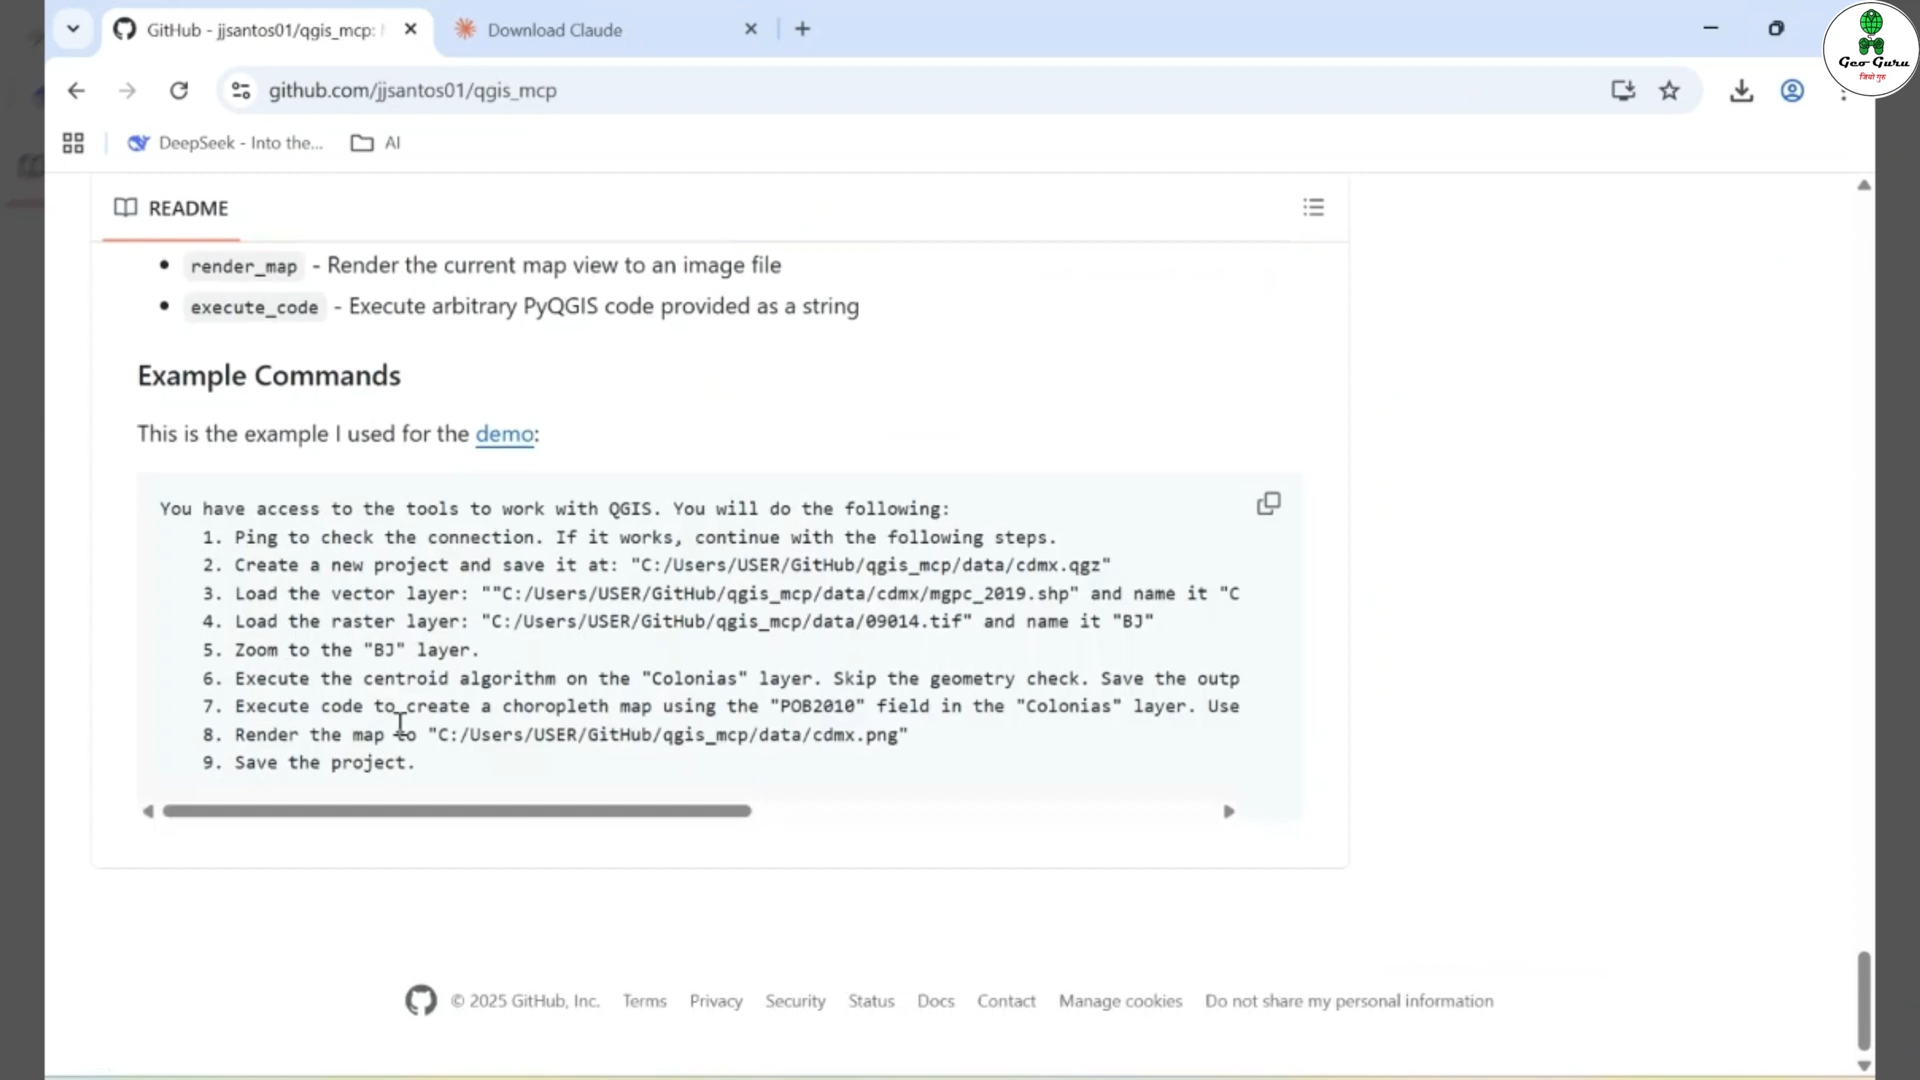 GitHub - jjsantos01/qgis_mcp:
Download Claude
Geo Guru
जियो गुरु
github.com/jjsantos01/qgis_mcp
DeepSeek - Into the...
AI
README
render_map - Render the current map view to an image file
execute_code - Execute arbitrary PyQGIS code provided as a string
Example Commands
This is the example I used for the demo:
You have access to the tools to work with QGIS. You will do the following:
1. Ping to check the connection. If it works, continue with the following steps.
2. Create a new project and save it at: "C:/Users/USER/GitHub/qgis_mcp/data/cdmx.qgz"
3. Load the vector layer: ""C:/Users/USER/GitHub/qgis_mcp/data/cdmx/mgpc_2019.shp" and name it "C
4. Load the raster layer: "C:/Users/USER/GitHub/qgis_mcp/data/09014.tif" and name it "BJ"
5. Zoom to the "BJ" layer.
6. Execute the centroid algorithm on the "Colonias" layer. Skip the geometry check. Save the outp
7. Execute code to create a choropleth map using the "POB2010" field in the "Colonias" layer. Use
8. Render the map to "C:/Users/USER/GitHub/qgis_mcp/data/cdmx.png"
9. Save the project.
© 2025 GitHub, Inc. Terms Privacy Security Status Docs Contact Manage cookies Do not share my personal information